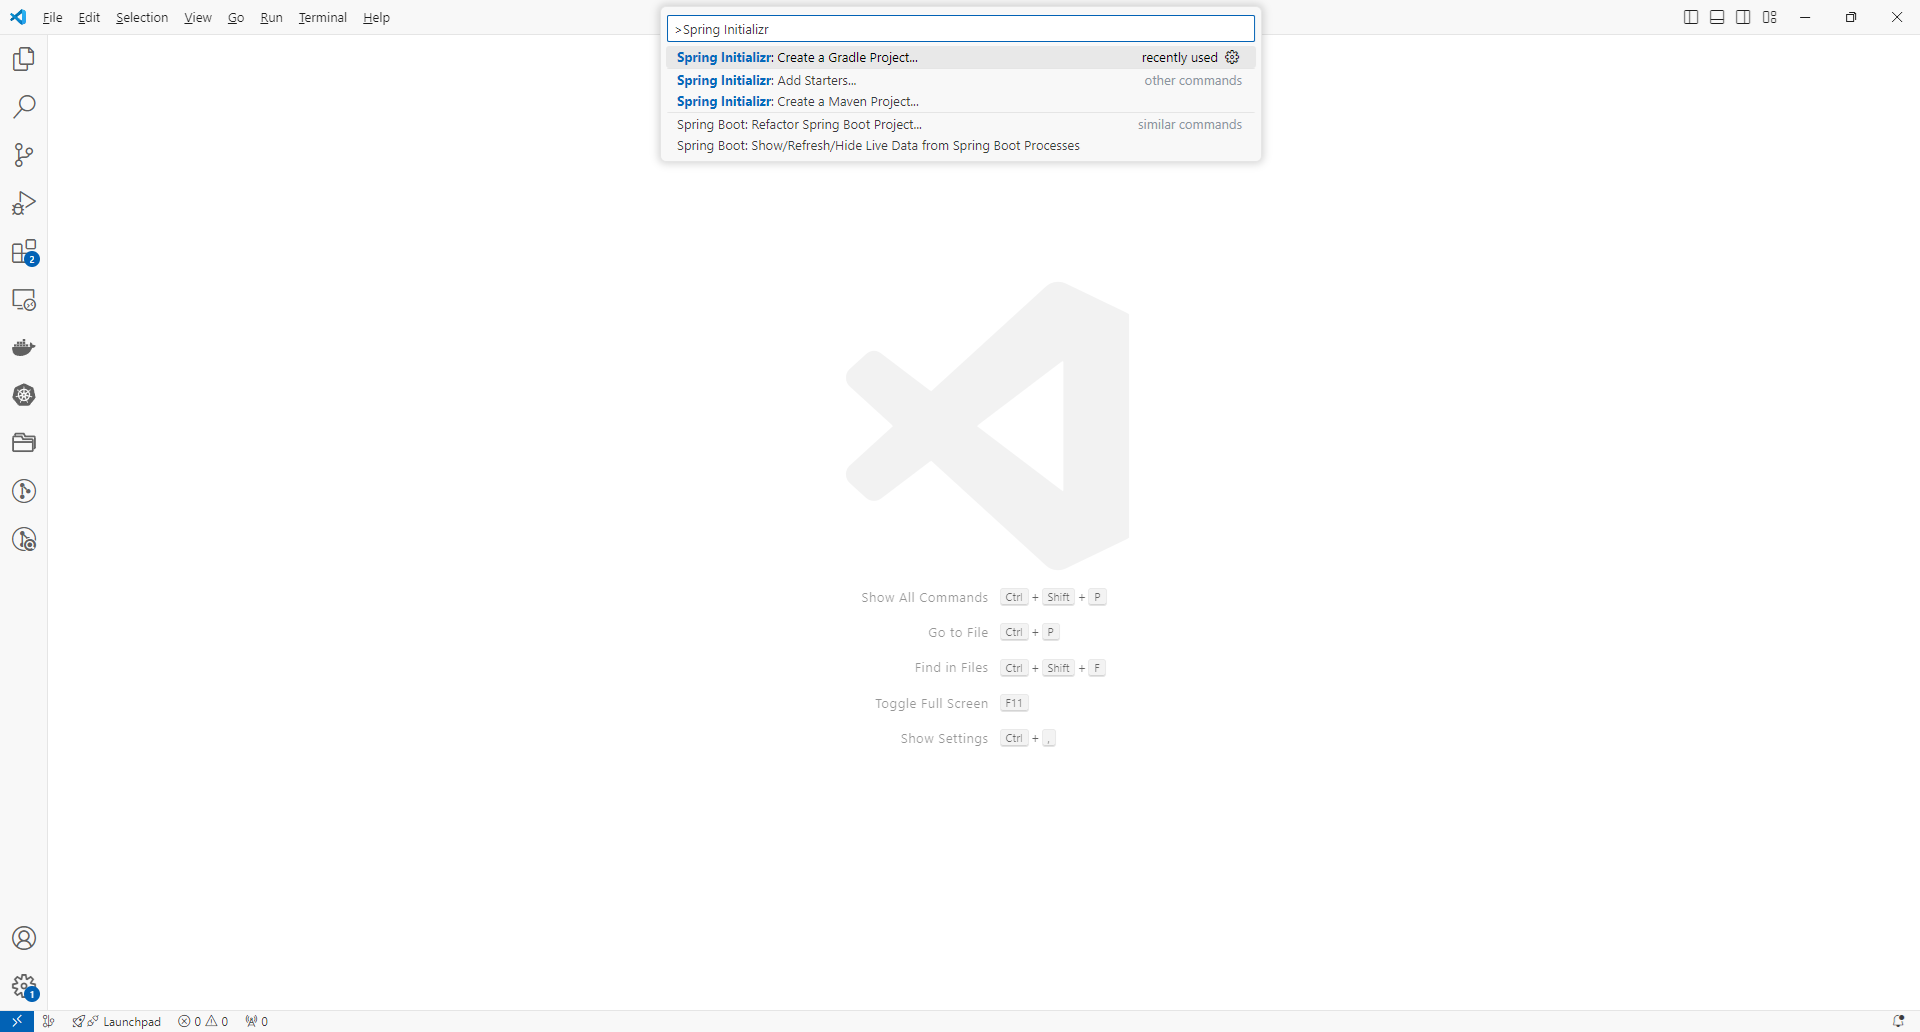 File Edit Selection View Go Run Terminal Help
>Spring Initializr
Spring Initializr: Create a Gradle Project... recently used
Spring Initializr: Add Starters... other commands
Spring Initializr: Create a Maven Project...
Spring Boot: Refactor Spring Boot Project... similar commands
Spring Boot: Show/Refresh/Hide Live Data from Spring Boot Processes
2
Show All Commands Ctrl + Shift + P
Go to File Ctrl + P
Find in Files Ctrl + Shift + F
Toggle Full Screen F11
Show Settings Ctrl + ,
1
Launchpad 0 0 0